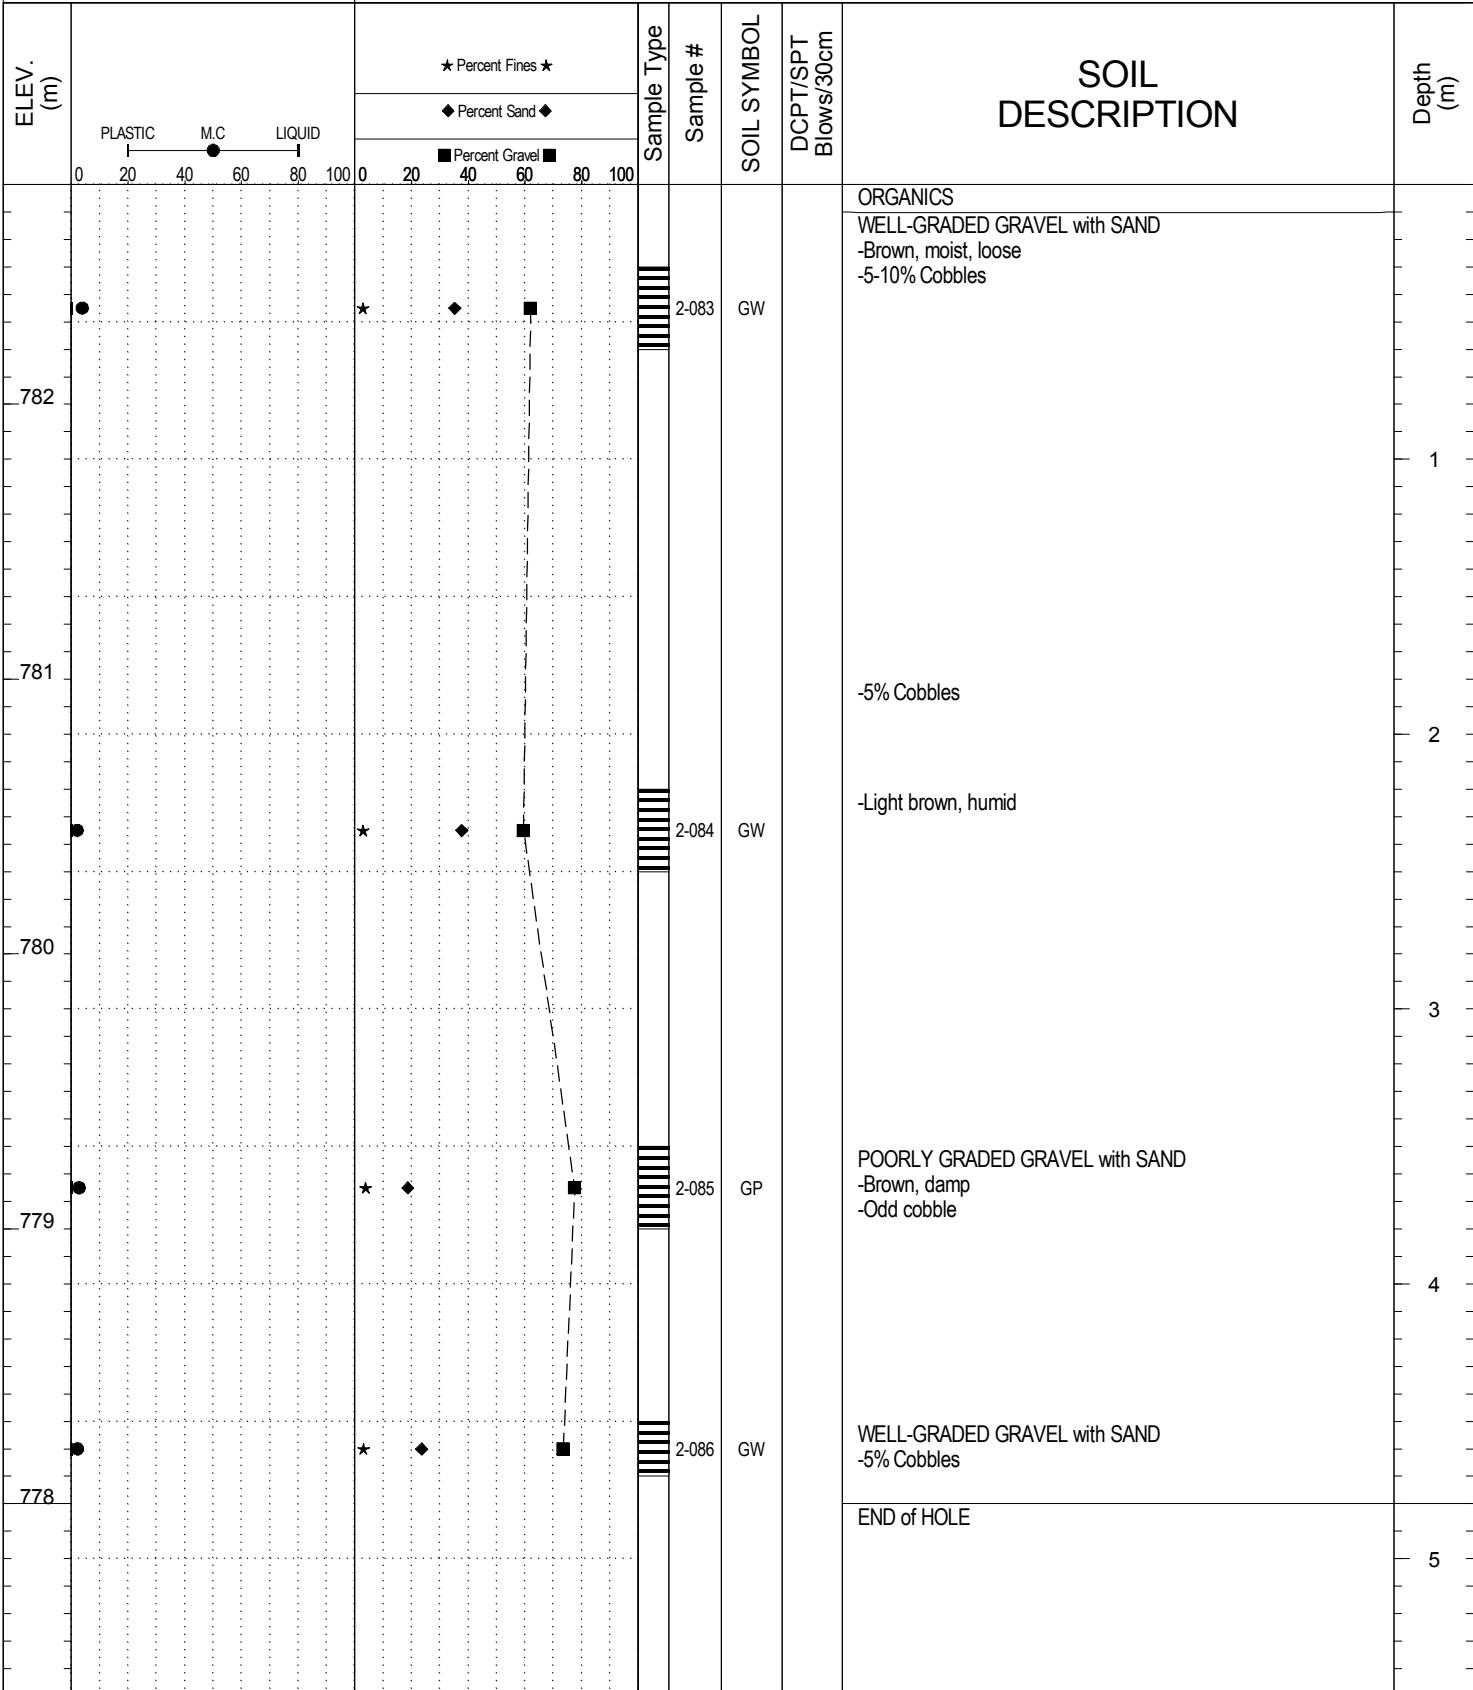 ELEV.
(m)
PLASTIC M.C LIQUID
0 20 40 60 80 100
★ Percent Fines ★
◆ Percent Sand ◆
■ Percent Gravel ■
0 20 40 60 80 100
Sample Type
Sample #
SOIL SYMBOL
DCPT/SPT
Blows/30cm
SOIL
DESCRIPTION
Depth
(m)
ORGANICS
WELL-GRADED GRAVEL with SAND
-Brown, moist, loose
-5-10% Cobbles
2-083 GW
782
1
781
-5% Cobbles
2
-Light brown, humid
2-084 GW
780
3
POORLY GRADED GRAVEL with SAND
-Brown, damp
-Odd cobble
2-085 GP
779
4
WELL-GRADED GRAVEL with SAND
-5% Cobbles
2-086 GW
778
END of HOLE
5